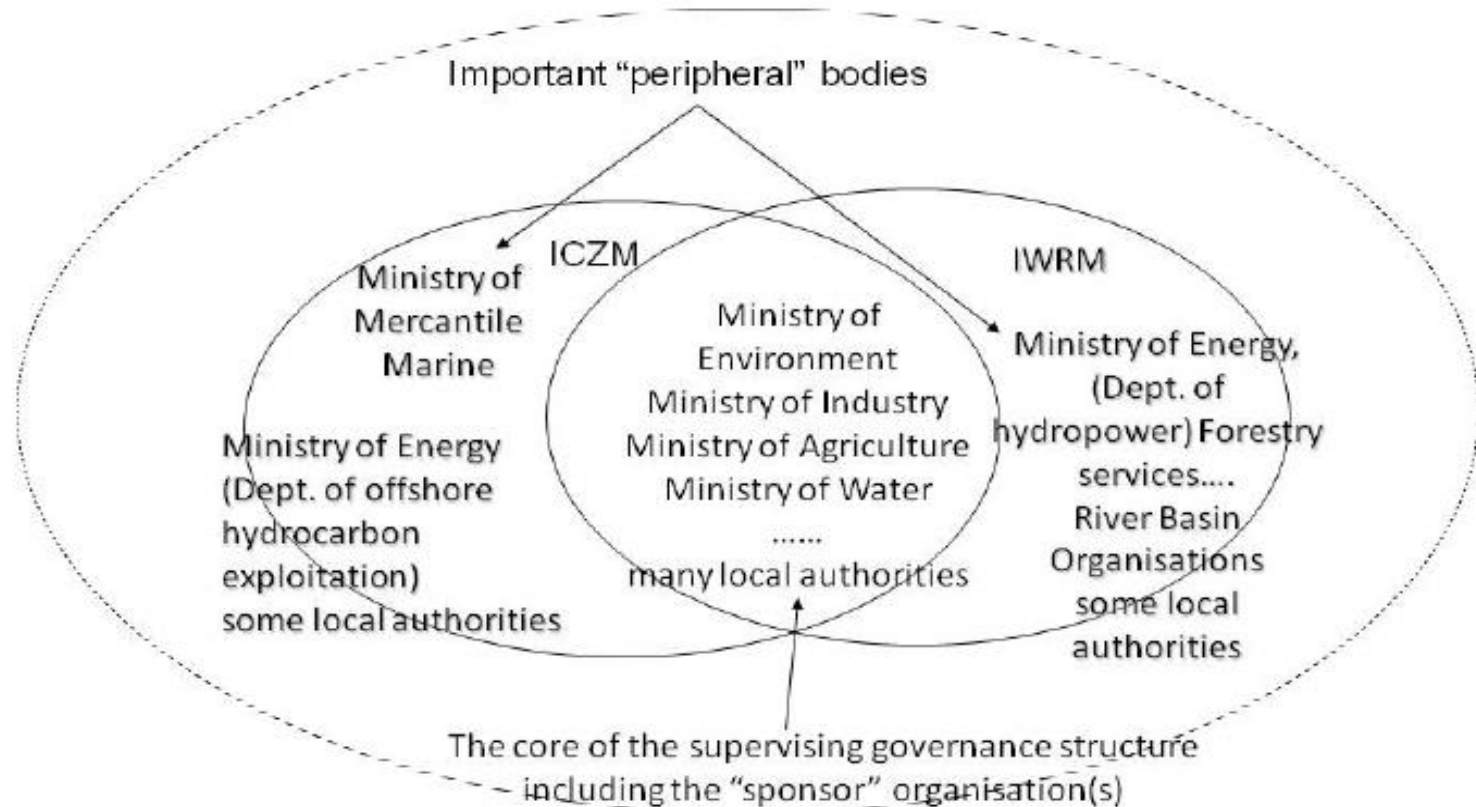 Important “peripheral” bodies
ICZM
Ministry of
Mercantile
Marine
Ministry of Energy
(Dept. of offshore
hydrocarbon
exploitation)
some local authorities
Ministry of
Environment
Ministry of Industry
Ministry of Agriculture
Ministry of Water
......
many local authorities
IWRM
Ministry of Energy,
(Dept. of
hydropower) Forestry
services....
River Basin
Organisations
some local
authorities
The core of the supervising governance structure
including the “sponsor” organisation(s)